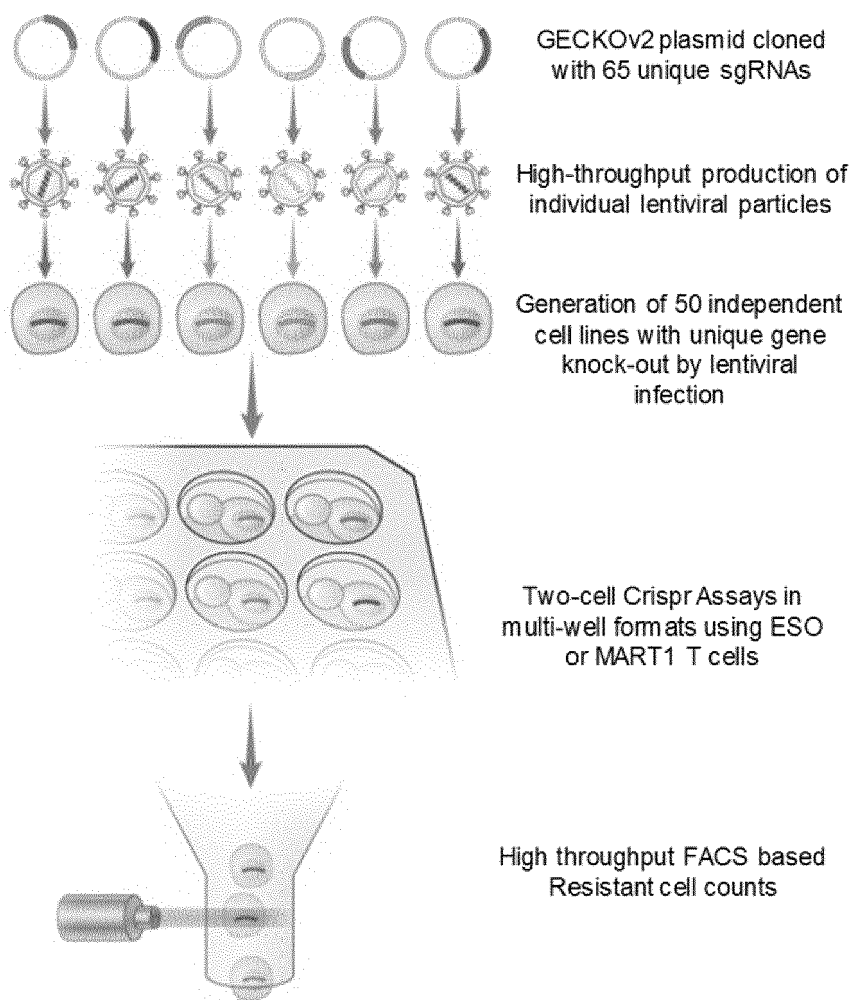 GECKOv2 plasmid cloned
with 65 unique sgRNAs
High-throughput production of
individual lentiviral particles
Generation of 50 independent
cell lines with unique gene
knock-out by lentiviral
infection
Two-cell Crispr Assays in
multi-well formats using ESO
or MART1 T cells
High throughput FACS based
Resistant cell counts